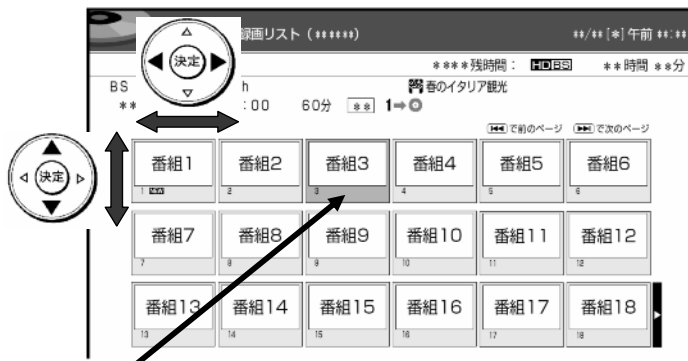 録画リスト (******) **/** [*] 午前 **:**
決定
****残時間: HD BS **時間 **分
BS h 春のイタリア観光
** :00 60分 ** 1⇒
で前のページ で次のページ
決定
番組1 番組2 番組3 番組4 番組5 番組6
1 NEW 2 3 4 5 6
番組7 番組8 番組9 番組10 番組11 番組12
7 8 9 10 11 12
番組13 番組14 番組15 番組16 番組17 番組18
13 14 15 16 17 18